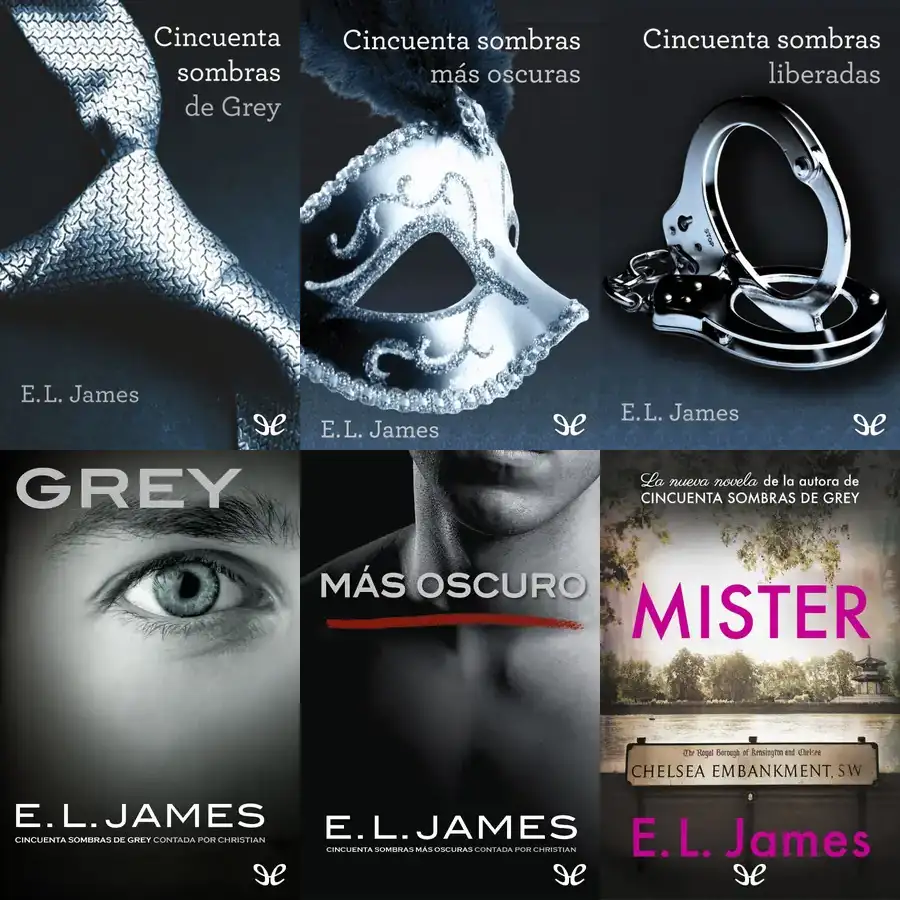 Cincuenta
sombras
de Grey
E.L. James
Cincuenta sombras
más oscuras
E.L. James
Cincuenta sombras
liberadas
E.L. James
GREY
E.L.JAMES
CINCUENTA SOMBRAS DE GREY CONTADA POR CHRISTIAN
MÁS OSCURO
E.L.JAMES
CINCUENTA SOMBRAS MÁS OSCURAS CONTADA POR CHRISTIAN
La nueva novela de la autora de
CINCUENTA SOMBRAS DE GREY
MISTER
The Royal Borough of Kensington and Chelsea
CHELSEA EMBANKMENT, SW
E.L. James